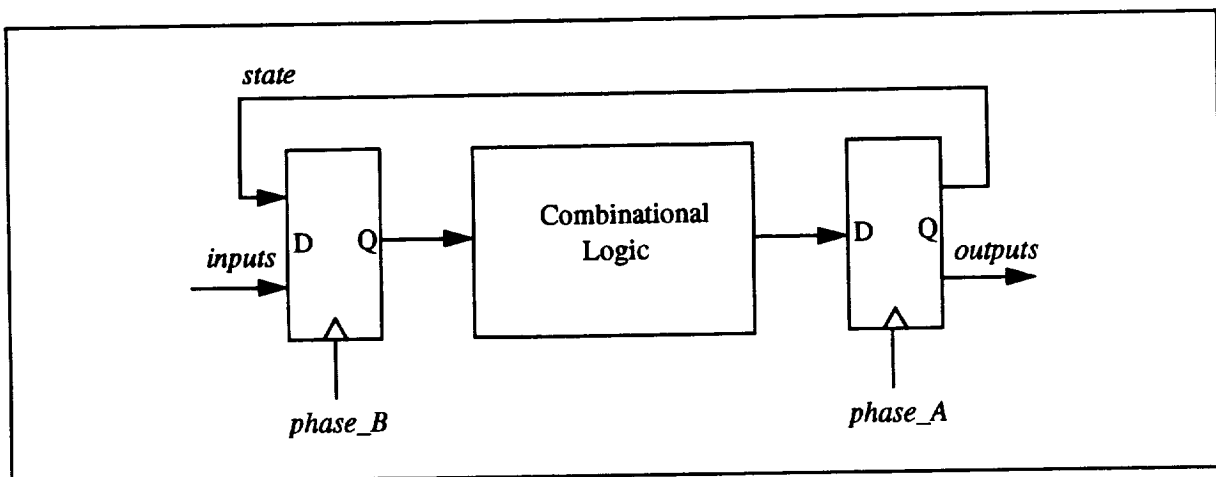 state
inputs
D
Q
phase_B
Combinational
Logic
D
Q
outputs
phase_A